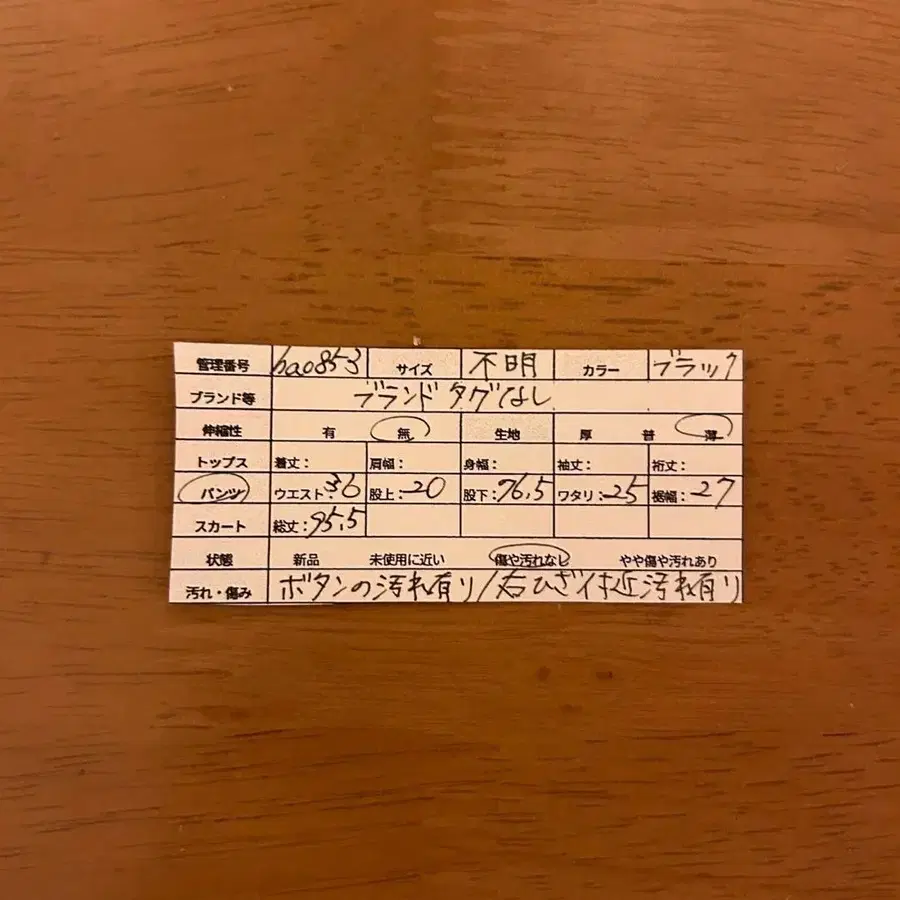 管理番号 bao853 サイズ 不明 カラー ブラック
ブランド等 ブランドタグなし
伸縮性 有 無 生地 厚 普 薄
トップス 着丈: 肩幅: 身幅: 袖丈: 裄丈:
パンツ ウエスト:36 股上:20 股下:76.5 ワタリ:25 裾幅:27
スカート 総丈:95.5
状態 新品 未使用に近い 傷や汚れなし やや傷や汚れあり
汚れ・傷み ボタンの汚れ有り/右ひざ付近汚れ有り